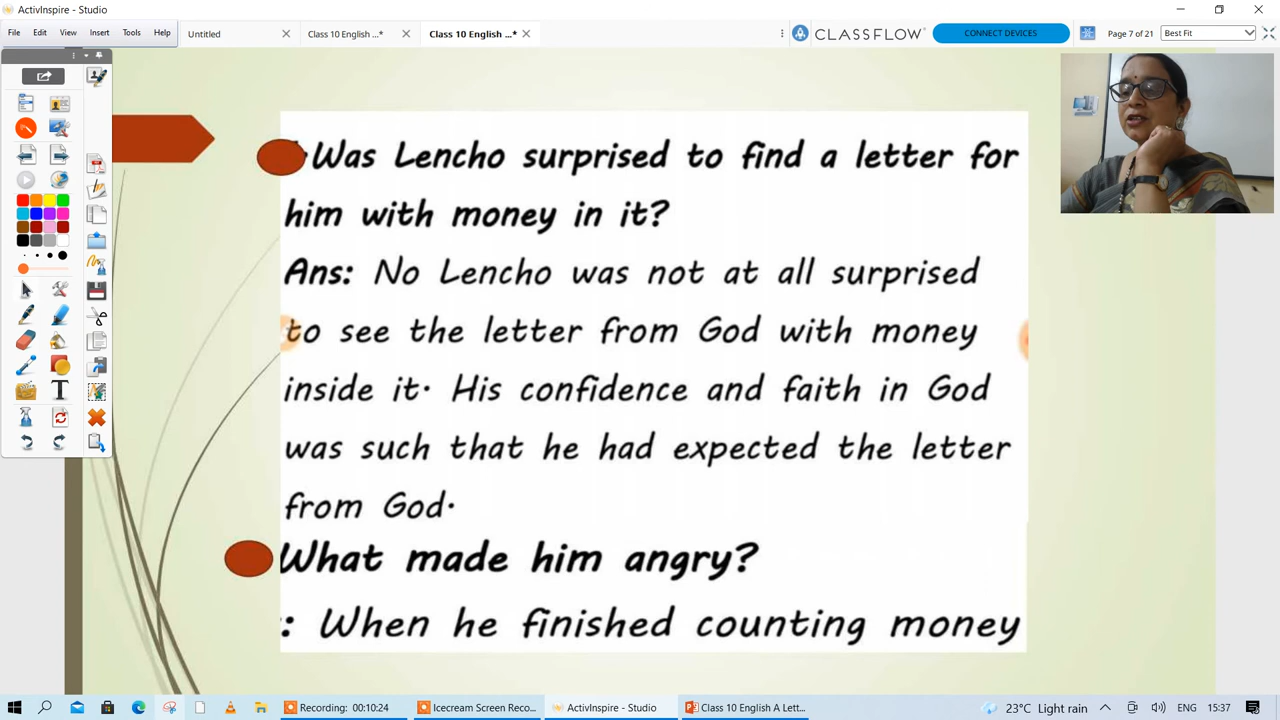 ActivInspire - Studio
File Edit View Insert Tools Help
Untitled
Class 10 English ...*
Class 10 English ...*
CLASSFLOW
CONNECT DEVICES
Page 7 of 21
Best Fit
Was Lencho surprised to find a letter for
him with money in it?
Ans: No Lencho was not at all surprised
to see the letter from God with money
inside it. His confidence and faith in God
was such that he had expected the letter
from God.
What made him angry?
: When he finished counting money
Recording: 00:10:24
Icecream Screen Reco...
ActivInspire - Studio
Class 10 English A Lett...
23°C Light rain
ENG
15:37